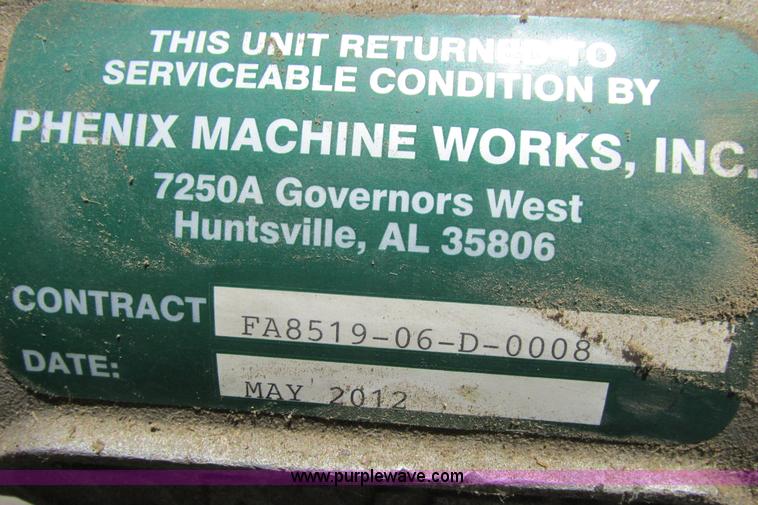 THIS UNIT RETURNED TO
SERVICEABLE CONDITION BY
PHENIX MACHINE WORKS, INC.
7250A Governors West
Huntsville, AL 35806
CONTRACT FA8519-06-D-0008
DATE: MAY 2012
www.purplewave.com